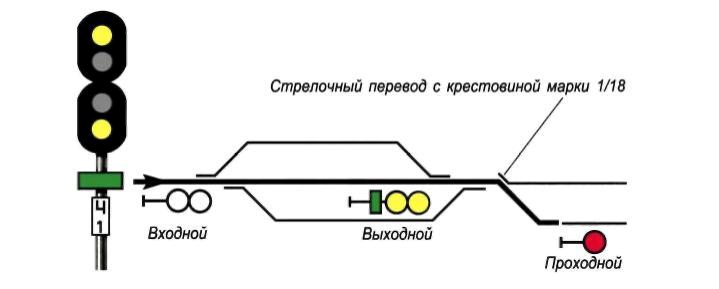 Стрелочный перевод с крестовиной марки 1/18
Ч
1
Входной
Выходной
Проходной